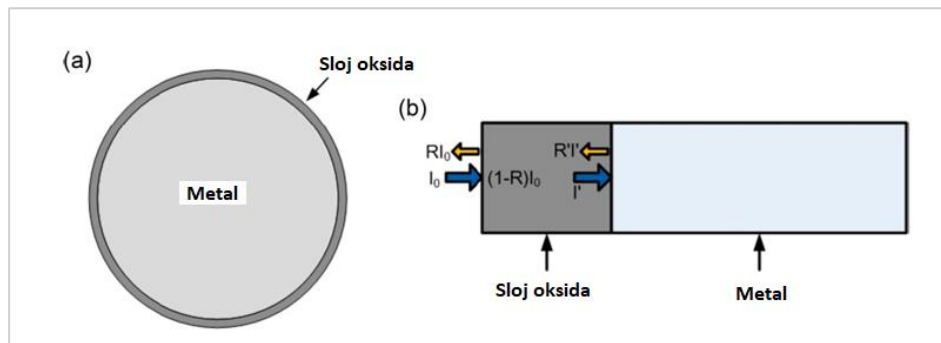 (a)
Sloj oksida
Metal
(b)
RI₀
I₀
(1-R)I₀
R'I'
I'
Sloj oksida
Metal